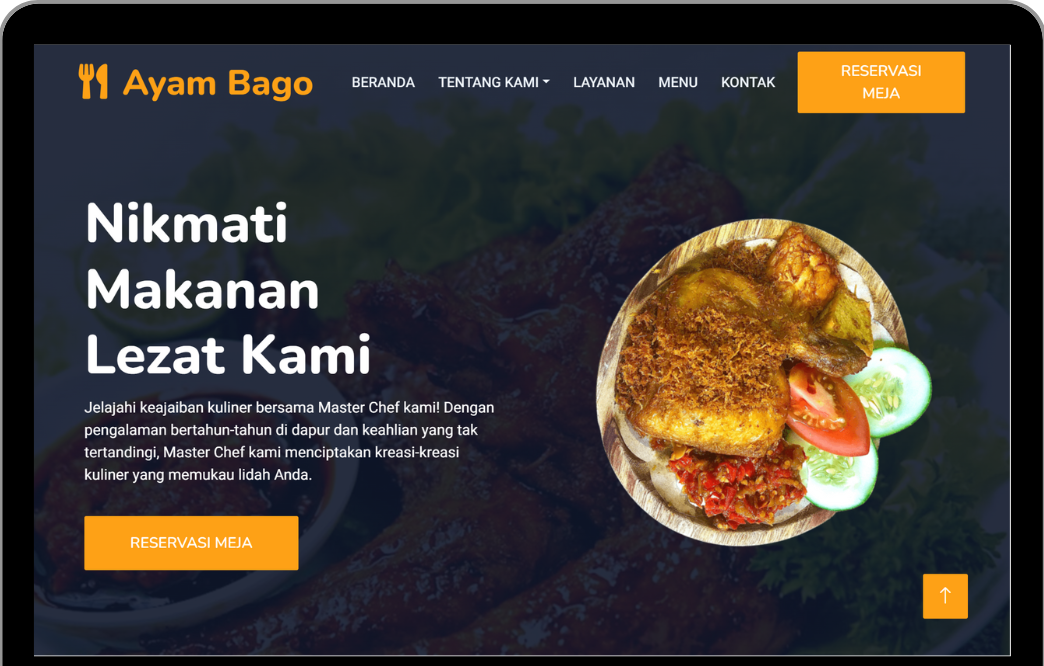 Ayam Bago
BERANDA
TENTANG KAMI
LAYANAN
MENU
KONTAK
RESERVASI
MEJA
Nikmati
Makanan
Lezat Kami
Jelajahi keajaiban kuliner bersama Master Chef kami! Dengan
pengalaman bertahun-tahun di dapur dan keahlian yang tak
tertandingi, Master Chef kami menciptakan kreasi-kreasi
kuliner yang memukau lidah Anda.
RESERVASI MEJA